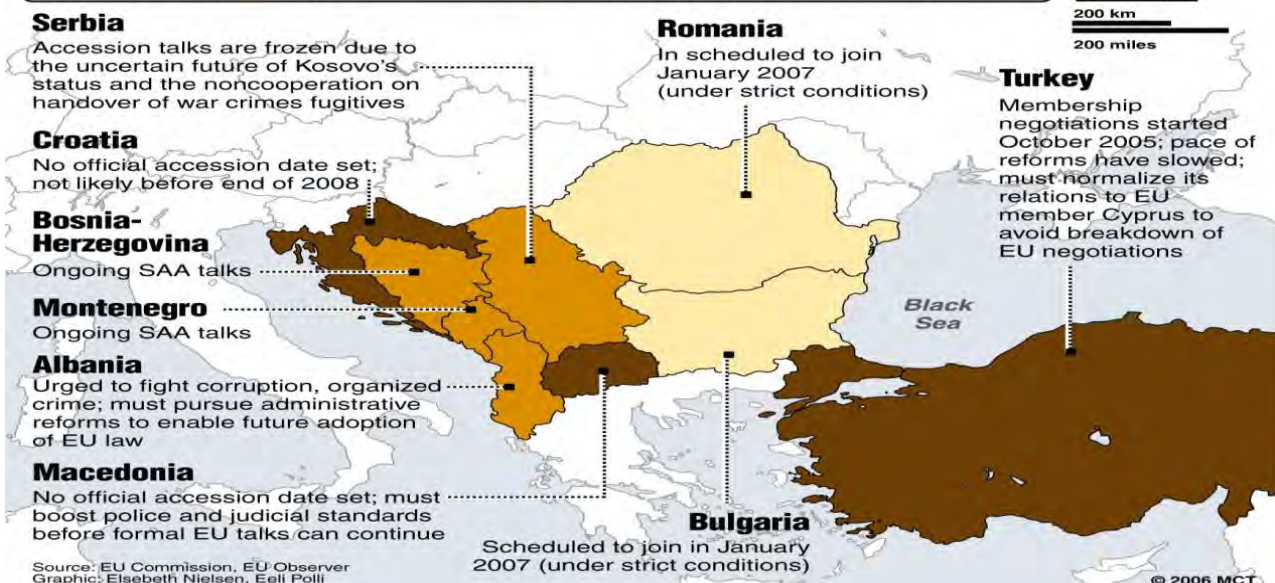 Serbia
Accession talks are frozen due to
the uncertain future of Kosovo's
status and the noncooperation on
handover of war crimes fugitives
Croatia
No official accession date set;
not likely before end of 2008
Bosnia-
Herzegovina
Ongoing SAA talks
Montenegro
Ongoing SAA talks
Albania
Urged to fight corruption, organized
crime; must pursue administrative
reforms to enable future adoption
of EU law
Macedonia
No official accession date set; must
boost police and judicial standards
before formal EU talks can continue
Source: EU Commission, EU Observer
Graphic: Elsebeth Nielsen, Eeli Polli
Romania
In scheduled to join
January 2007
(under strict conditions)
200 km
200 miles
Turkey
Membership
negotiations started
October 2005; pace of
reforms have slowed;
must normalize its
relations to EU
member Cyprus to
avoid breakdown of
EU negotiations
Black
Sea
Bulgaria
Scheduled to join in January
2007 (under strict conditions)
© 2006 MCT